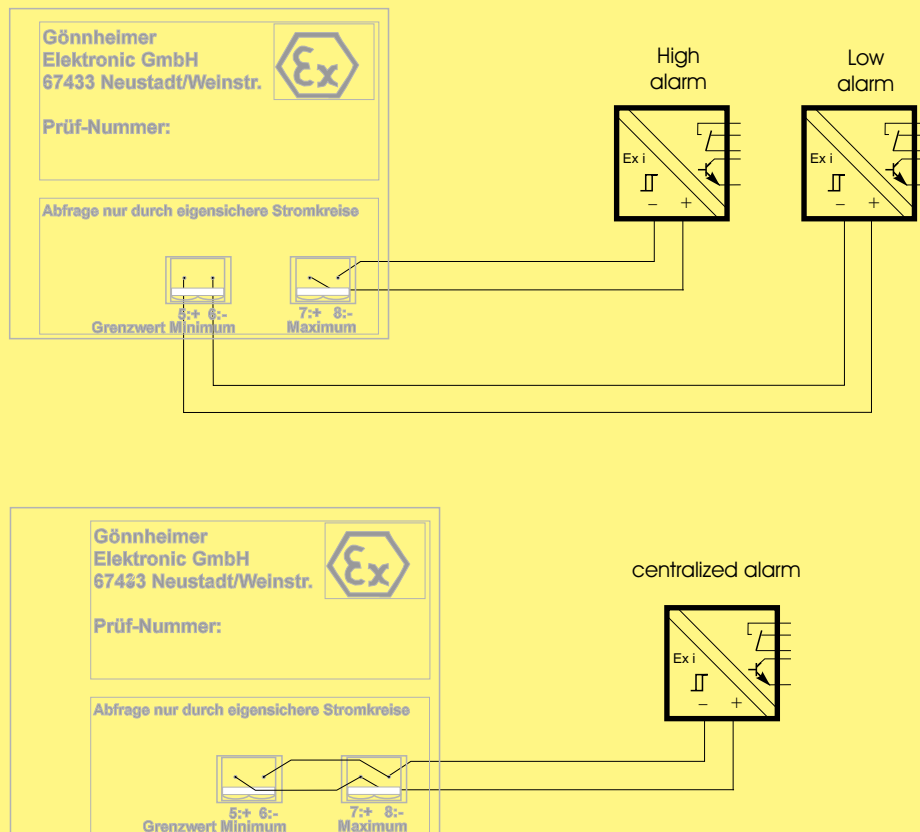 Gönnheimer
Elektronic GmbH
67433 Neustadt/Weinstr.
Ex
Prüf-Nummer:
Abfrage nur durch eigensichere Stromkreise
5:+ 6:-
Grenzwert Minimum
7:+ 8:-
Maximum
High
alarm
Ex i
− +
Low
alarm
Ex i
− +
Gönnheimer
Elektronic GmbH
67433 Neustadt/Weinstr.
Ex
Prüf-Nummer:
Abfrage nur durch eigensichere Stromkreise
5:+ 6:-
Grenzwert Minimum
7:+ 8:-
Maximum
centralized alarm
Ex i
− +